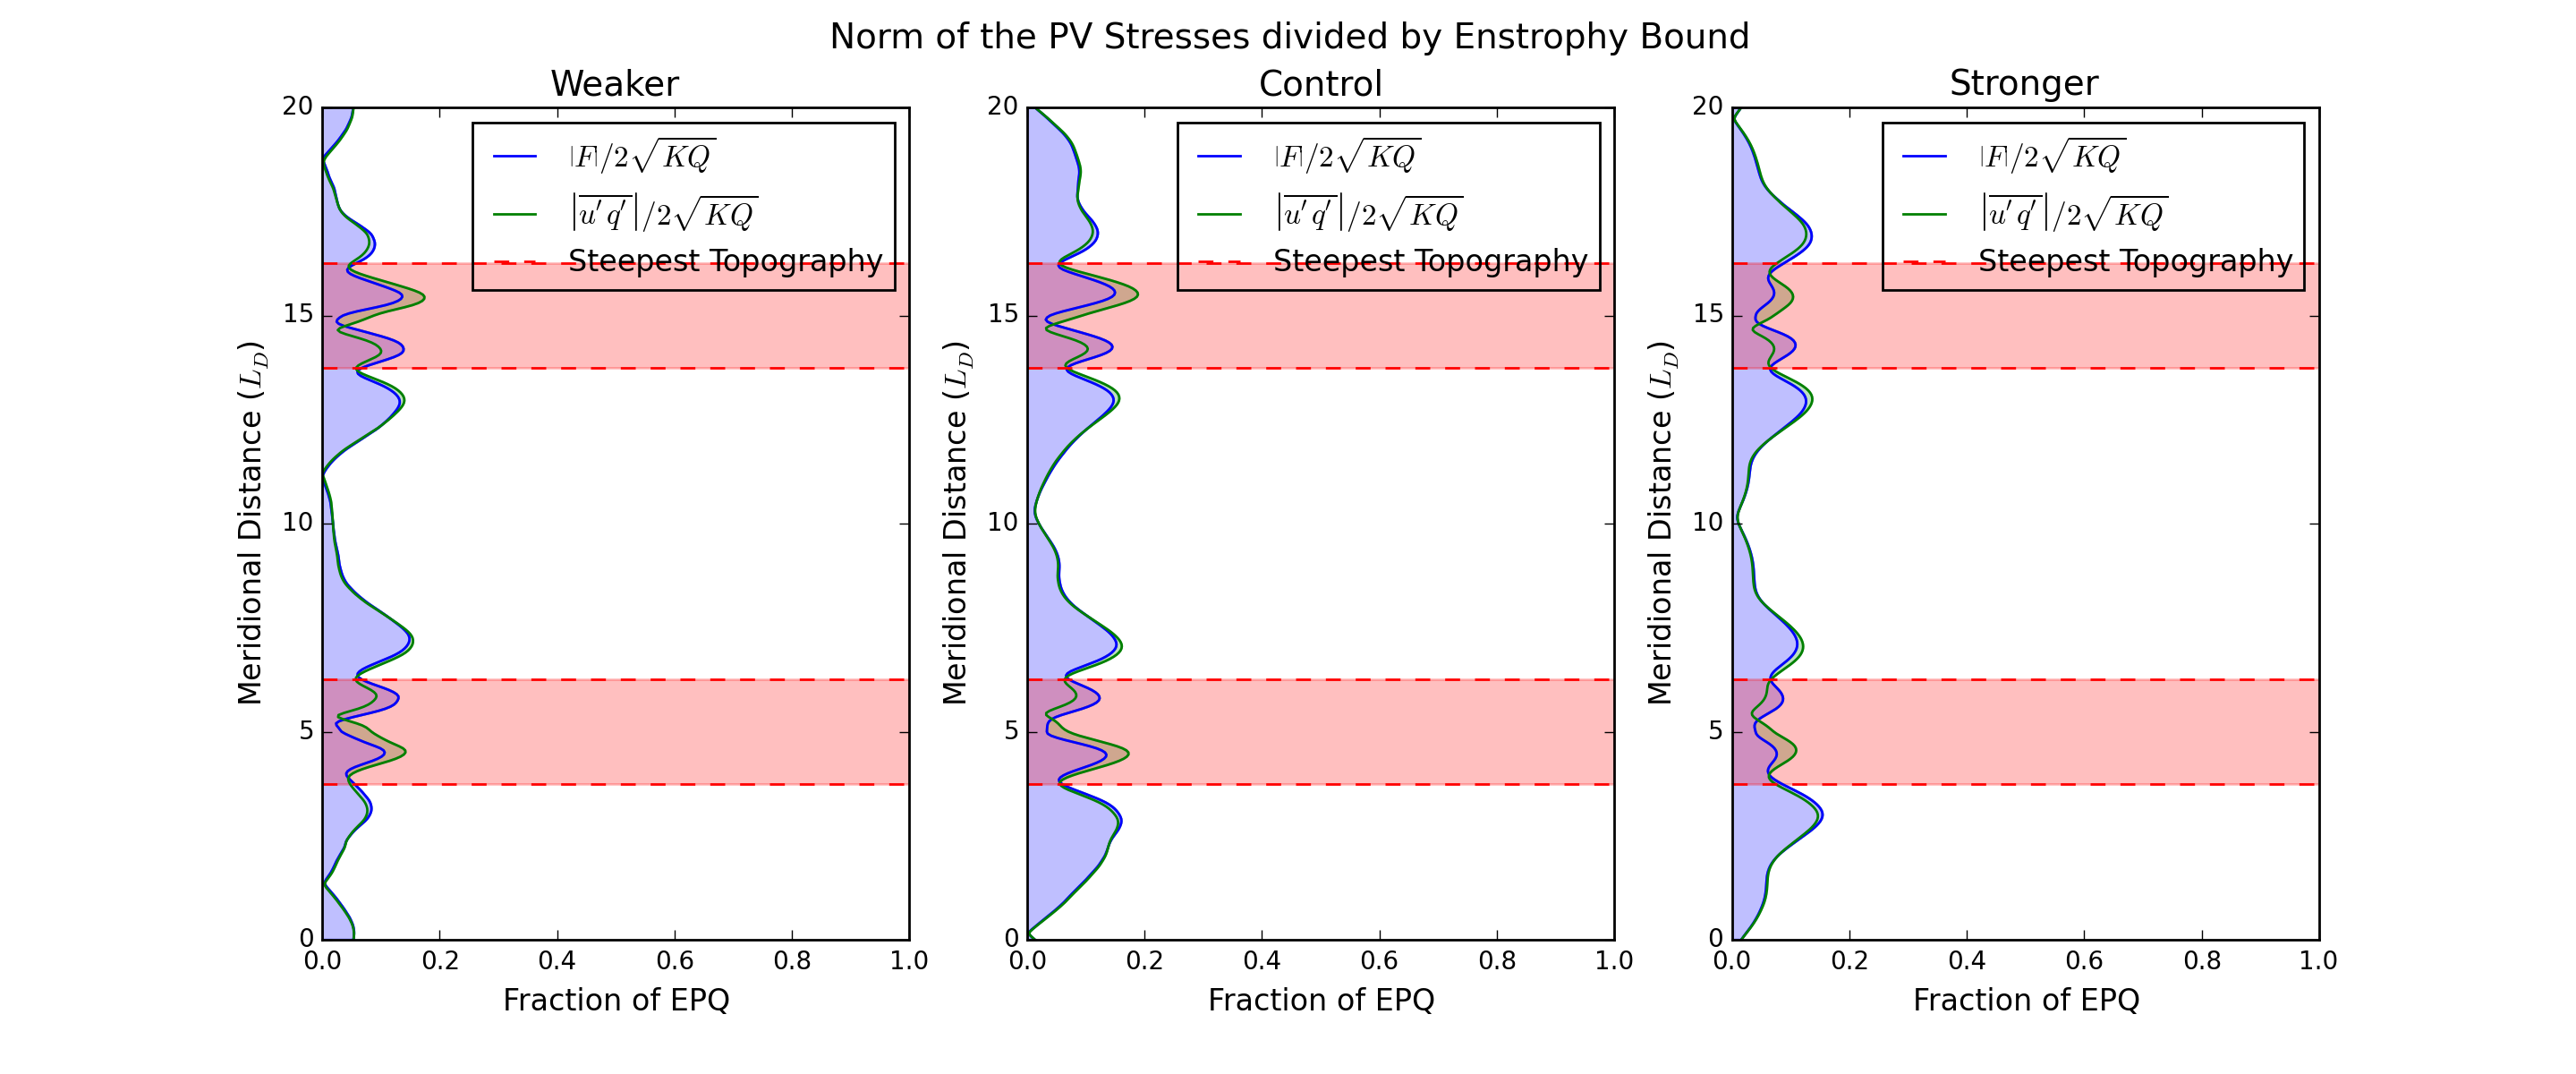 Norm of the PV Stresses divided by Enstrophy Bound
Weaker
20
15
10
5
0
0.0 0.2 0.4 0.6 0.8 1.0
Meridional Distance (L_D)
Fraction of EPQ
|F|/2√KQ
|u′q′|/2√KQ
Steepest Topography
Control
20
15
10
5
0
0.0 0.2 0.4 0.6 0.8 1.0
Meridional Distance (L_D)
Fraction of EPQ
|F|/2√KQ
|u′q′|/2√KQ
Steepest Topography
Stronger
20
15
10
5
0
0.0 0.2 0.4 0.6 0.8 1.0
Meridional Distance (L_D)
Fraction of EPQ
|F|/2√KQ
|u′q′|/2√KQ
Steepest Topography